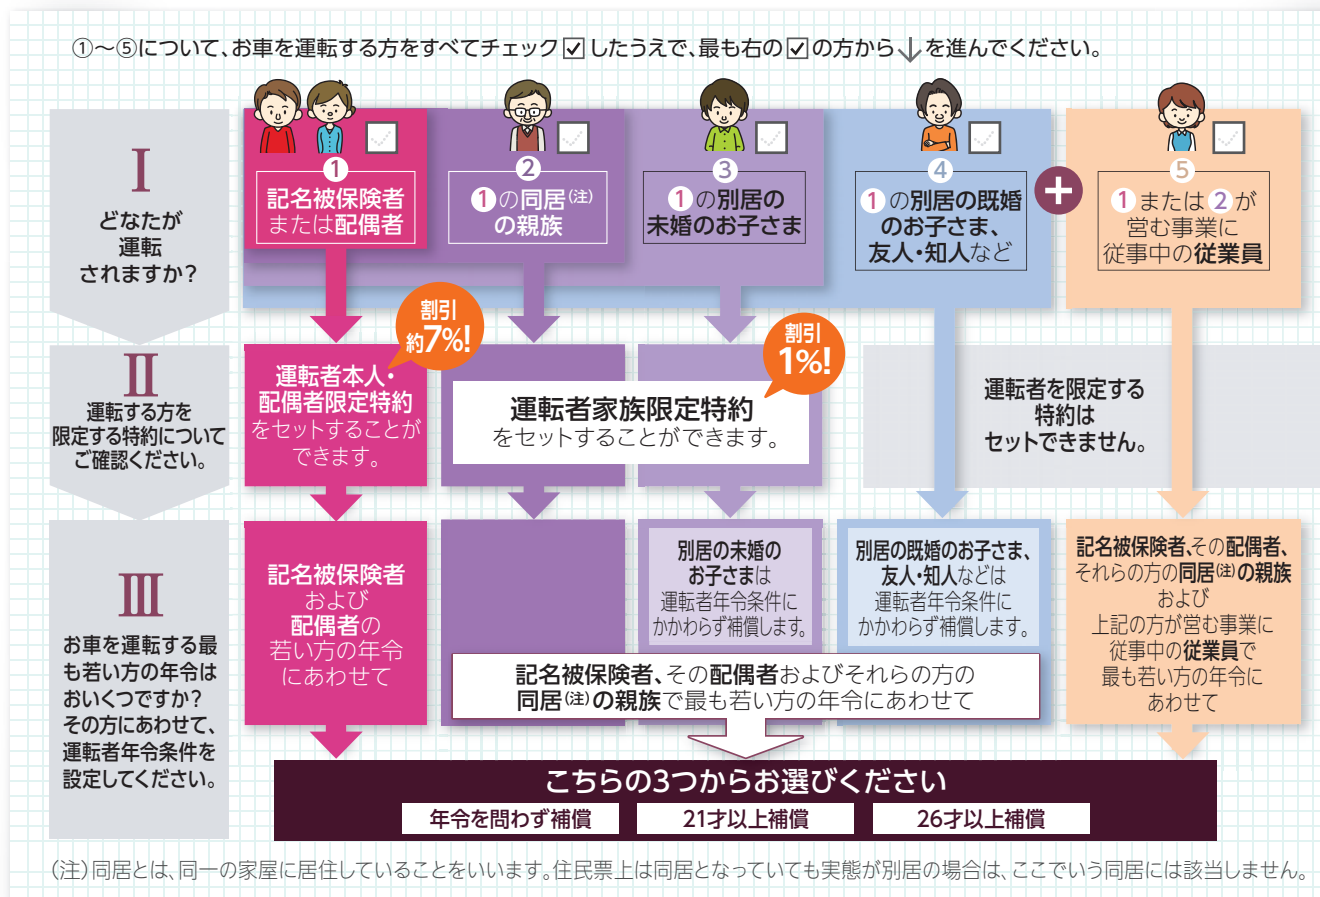 ①~⑤について、お車を運転する方をすべてチェック☑したうえで、最も右の☑の方から↓を進んでください。
Ⅰ
どなたが
運転
されますか?
①
記名被保険者
または配偶者
②
①の同居(注)
の親族
③
①の別居の
未婚のお子さま
④
①の別居の既婚
のお子さま、
友人・知人など
+
⑤
①または②が
営む事業に
従事中の従業員
Ⅱ
運転する方を
限定する特約について
ご確認ください。
割引
約7%!
運転者本人・
配偶者限定特約
をセットすることが
できます。
割引
1%!
運転者家族限定特約
をセットすることができます。
運転者を限定する
特約は
セットできません。
Ⅲ
お車を運転する最
も若い方の年令は
おいくつですか?
その方にあわせて、
運転者年令条件を
設定してください。
記名被保険者
および
配偶者の
若い方の年令
にあわせて
別居の未婚の
お子さまは
運転者年令条件に
かかわらず補償します。
別居の既婚のお子さま、
友人・知人などは
運転者年令条件に
かかわらず補償します。
記名被保険者、その配偶者およびそれらの方の
同居(注)の親族で最も若い方の年令にあわせて
記名被保険者、その配偶者、
それらの方の同居(注)の親族
および
上記の方が営む事業に
従事中の従業員で
最も若い方の年令に
あわせて
こちらの3つからお選びください
年令を問わず補償
21才以上補償
26才以上補償
(注)同居とは、同一の家屋に居住していることをいいます。住民票上は同居となっていても実態が別居の場合は、ここでいう同居には該当しません。